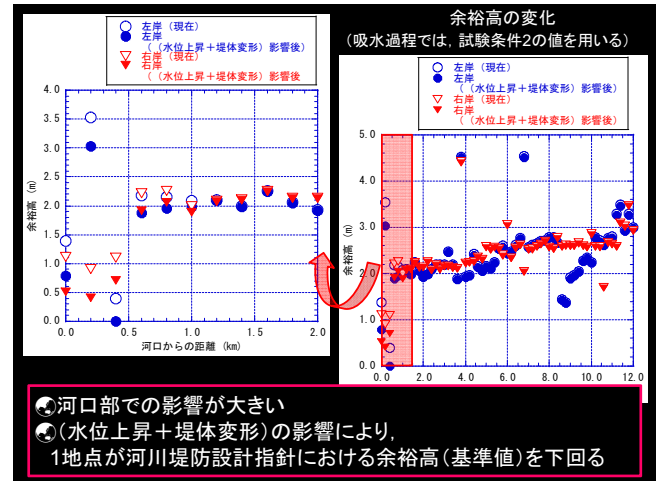 余裕高の変化
(吸水過程では, 試験条件2の値を用いる)
左岸 (現在)
左岸
((水位上昇+堤体変形) 影響後)
右岸 (現在)
右岸
((水位上昇+堤体変形) 影響後
4.0
3.5
3.0
2.5
2.0
1.5
1.0
0.5
0.0
余裕高 (m)
0.0 0.5 1.0 1.5 2.0
河口からの距離 (km)
左岸 (現在)
左岸
((水位上昇+堤体変形) 影響後)
右岸 (現在)
右岸
((水位上昇+堤体変形) 影響後)
5.0
4.0
3.0
2.0
1.0
0.0
余裕高 (m)
0.0 2.0 4.0 6.0 8.0 10.0 12.0
河口部での影響が大きい
(水位上昇+堤体変形)の影響により,
1地点が河川堤防設計指針における余裕高(基準値)を下回る